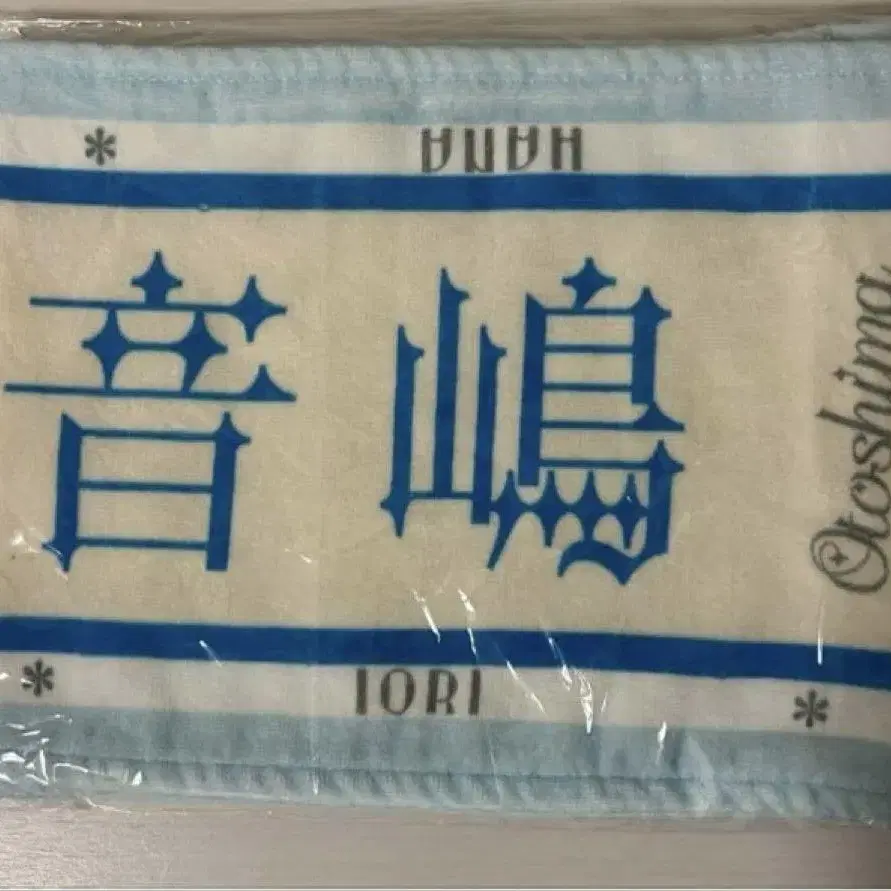 * HANA
音嶋
Otoshima
* IORI *